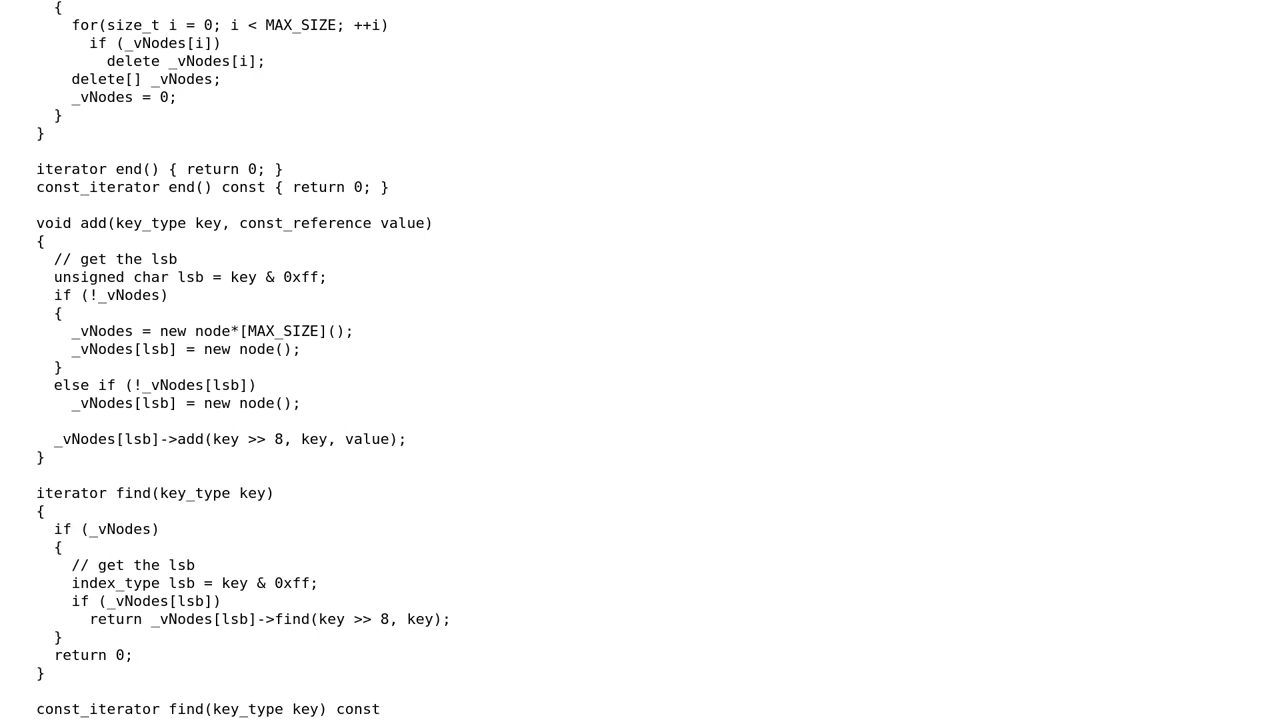 {
for(size_t i = 0; i < MAX_SIZE; ++i)
if (_vNodes[i])
delete _vNodes[i];
delete[] _vNodes;
_vNodes = 0;
}
}
iterator end() { return 0; }
const_iterator end() const { return 0; }
void add(key_type key, const_reference value)
{
// get the lsb
unsigned char lsb = key & 0xff;
if (!_vNodes)
{
_vNodes = new node*[MAX_SIZE]();
_vNodes[lsb] = new node();
}
else if (!_vNodes[lsb])
_vNodes[lsb] = new node();
_vNodes[lsb]->add(key >> 8, key, value);
}
iterator find(key_type key)
{
if (_vNodes)
{
// get the lsb
index_type lsb = key & 0xff;
if (_vNodes[lsb])
return _vNodes[lsb]->find(key >> 8, key);
}
return 0;
}
const_iterator find(key_type key) const